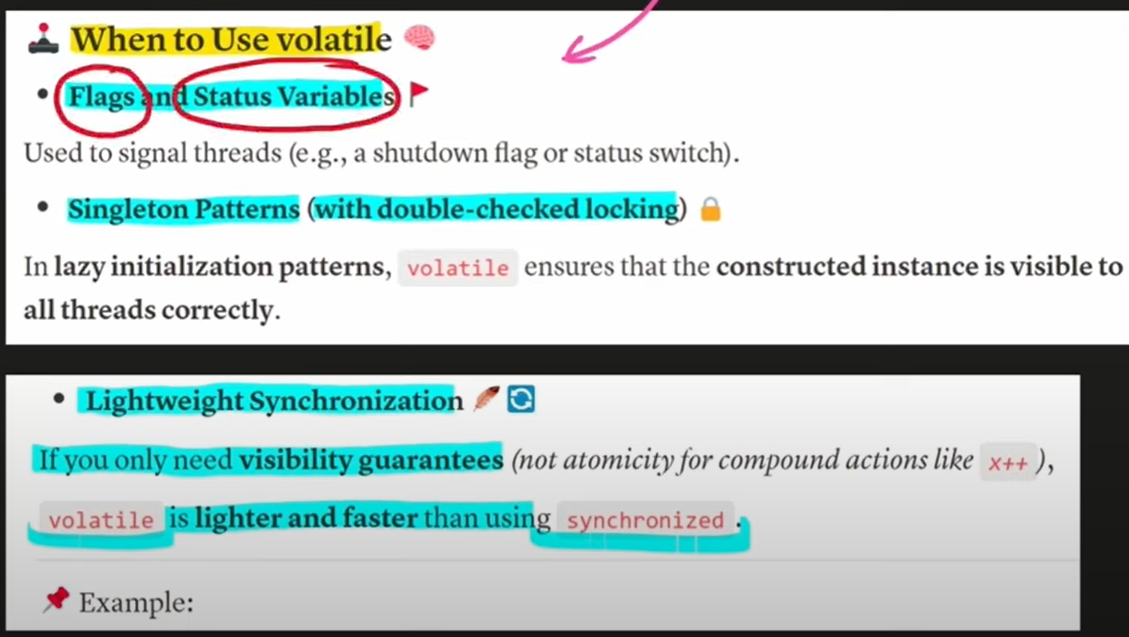 When to Use volatile
• Flags and Status Variables
Used to signal threads (e.g., a shutdown flag or status switch).
• Singleton Patterns (with double-checked locking)
In lazy initialization patterns, volatile ensures that the constructed instance is visible to
all threads correctly.
• Lightweight Synchronization
If you only need visibility guarantees (not atomicity for compound actions like x++),
volatile is lighter and faster than using synchronized.
Example: